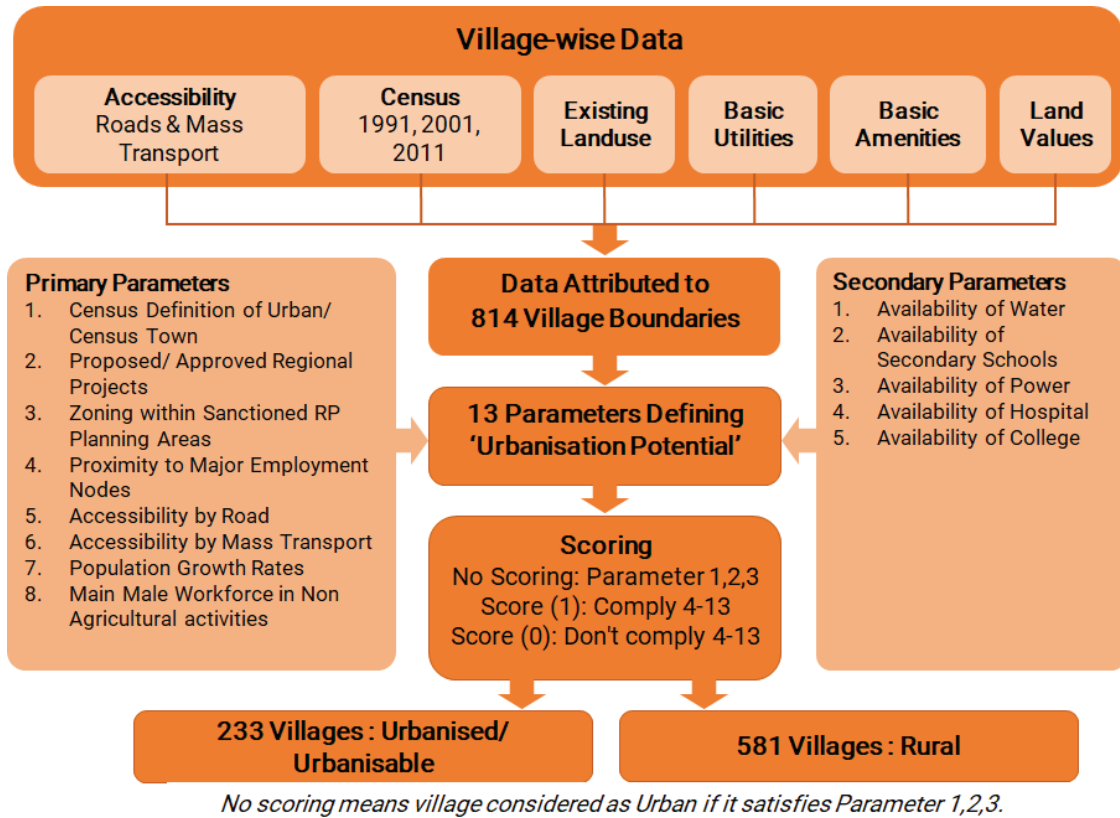 Village-wise Data
Accessibility
Roads & Mass
Transport
Census
1991, 2001,
2011
Existing
Landuse
Basic
Utilities
Basic
Amenities
Land
Values
Primary Parameters
1. Census Definition of Urban/
Census Town
2. Proposed/ Approved Regional
Projects
3. Zoning within Sanctioned RP
Planning Areas
4. Proximity to Major Employment
Nodes
5. Accessibility by Road
6. Accessibility by Mass Transport
7. Population Growth Rates
8. Main Male Workforce in Non
Agricultural activities
Data Attributed to
814 Village Boundaries
13 Parameters Defining
‘Urbanisation Potential’
Scoring
No Scoring: Parameter 1,2,3
Score (1): Comply 4-13
Score (0): Don't comply 4-13
Secondary Parameters
1. Availability of Water
2. Availability of
Secondary Schools
3. Availability of Power
4. Availability of Hospital
5. Availability of College
233 Villages : Urbanised/
Urbanisable
581 Villages : Rural
No scoring means village considered as Urban if it satisfies Parameter 1,2,3.